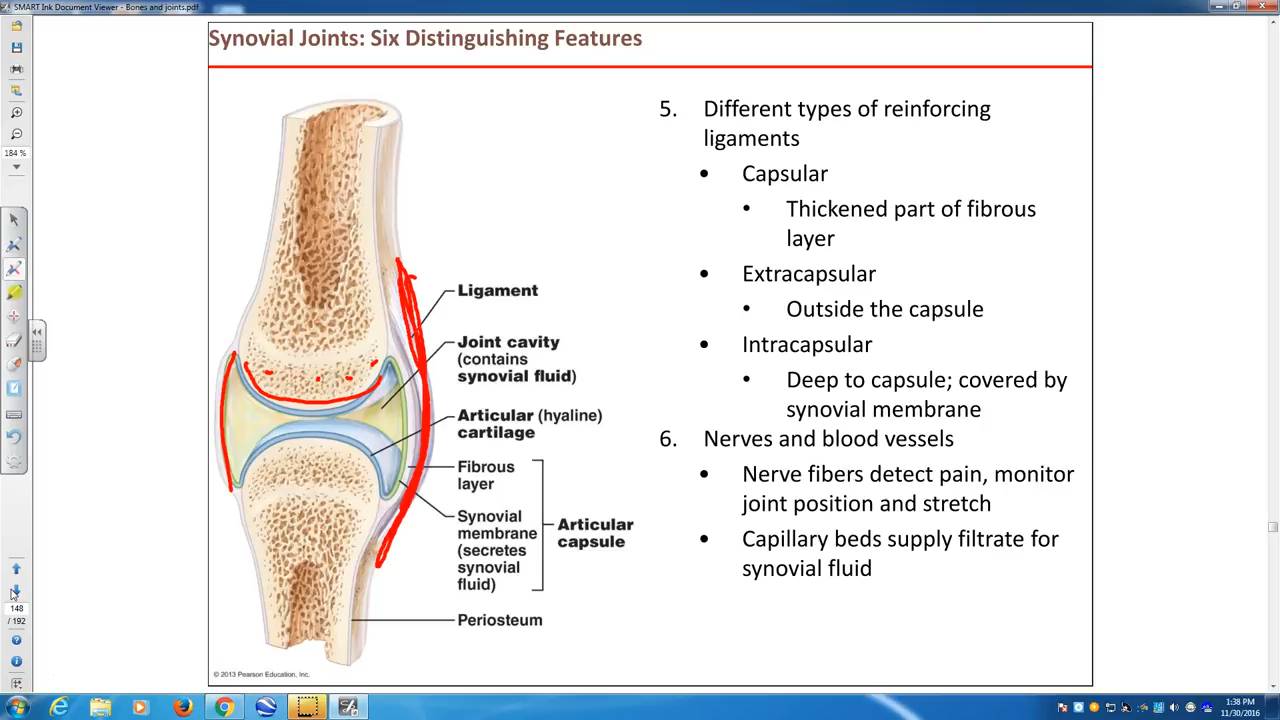 SMART Ink Document Viewer - Bones and joints.pdf
Synovial Joints: Six Distinguishing Features
5. Different types of reinforcing
ligaments
• Capsular
• Thickened part of fibrous
layer
• Extracapsular
• Outside the capsule
• Intracapsular
• Deep to capsule; covered by
synovial membrane
6. Nerves and blood vessels
• Nerve fibers detect pain, monitor
joint position and stretch
• Capillary beds supply filtrate for
synovial fluid
Ligament
Joint cavity
(contains
synovial fluid)
Articular (hyaline)
cartilage
Fibrous
layer
Synovial
membrane
(secretes
synovial
fluid)
Articular
capsule
Periosteum
© 2013 Pearson Education, Inc.
184 %
148
/ 192
1:38 PM
11/30/2016